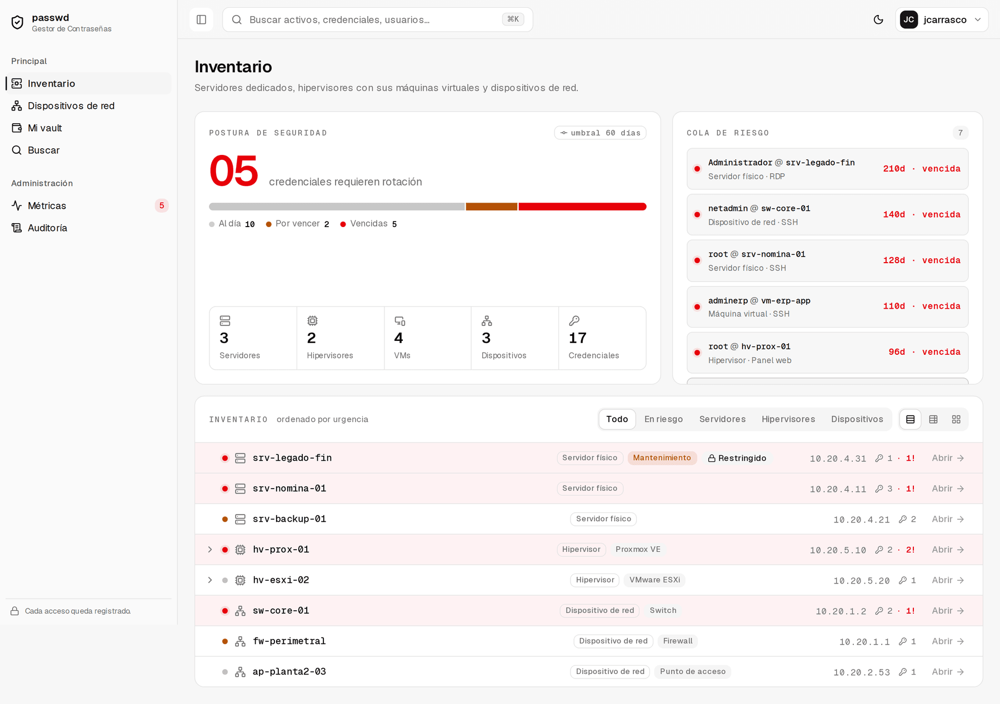 passwd
Gestor de Contraseñas
Principal
Inventario
Dispositivos de red
Mi vault
Buscar
Administración
Métricas 5
Auditoría
Cada acceso queda registrado.
Buscar activos, credenciales, usuarios... ⌘K
JC jcarrasco
Inventario
Servidores dedicados, hipervisores con sus máquinas virtuales y dispositivos de red.
POSTURA DE SEGURIDAD umbral 60 días
05 credenciales requieren rotación
Al día 10 Por vencer 2 Vencidas 5
3 2 4 3 17
Servidores Hipervisores VMs Dispositivos Credenciales
COLA DE RIESGO 7
Administrador @ srv-legado-fin 210d · vencida
Servidor físico · RDP
netadmin @ sw-core-01 140d · vencida
Dispositivo de red · SSH
root @ srv-nomina-01 128d · vencida
Servidor físico · SSH
adminerp @ vm-erp-app 110d · vencida
Máquina virtual · SSH
root @ hv-prox-01 96d · vencida
Hipervisor · Panel web
INVENTARIO ordenado por urgencia Todo En riesgo Servidores Hipervisores Dispositivos
srv-legado-fin Servidor físico Mantenimiento Restringido 10.20.4.31 1 · 1! Abrir →
srv-nomina-01 Servidor físico 10.20.4.11 3 · 1! Abrir →
srv-backup-01 Servidor físico 10.20.4.21 2 Abrir →
hv-prox-01 Hipervisor Proxmox VE 10.20.5.10 2 · 2! Abrir →
hv-esxi-02 Hipervisor VMware ESXi 10.20.5.20 1 Abrir →
sw-core-01 Dispositivo de red Switch 10.20.1.2 2 · 1! Abrir →
fw-perimetral Dispositivo de red Firewall 10.20.1.1 1 Abrir →
ap-planta2-03 Dispositivo de red Punto de acceso 10.20.2.53 1 Abrir →